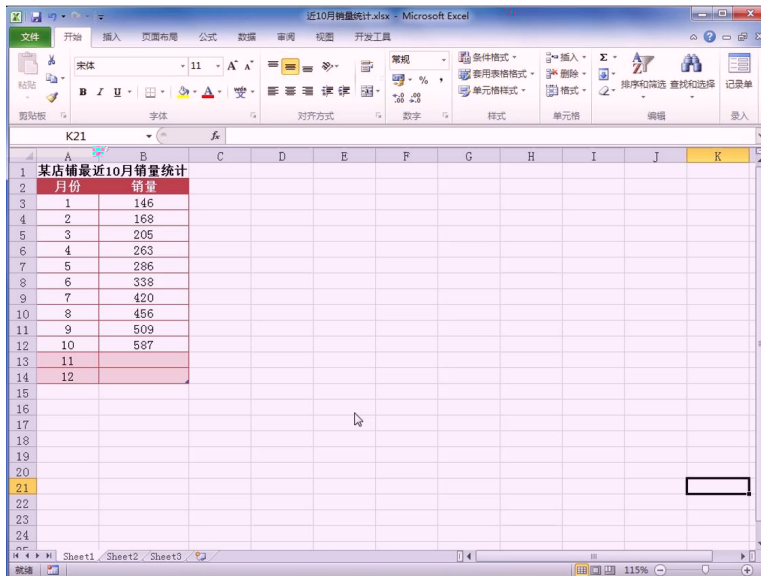 近10月销量统计.xlsx - Microsoft Excel
文件 开始 插入 页面布局 公式 数据 审阅 视图 开发工具
粘贴 宋体 11 A A 常规 条件格式 插入 Σ
套用表格格式 删除 排序和筛选 查找和选择 记录单
B I U A 变 % , 单元格样式 格式
剪贴板 字体 对齐方式 数字 样式 单元格 编辑 录入
K21 fx
A B C D E F G H I J K
1 某店铺最近10月销量统计
2 月份 销量
3 1 146
4 2 168
5 3 205
6 4 263
7 5 286
8 6 338
9 7 420
10 8 456
11 9 509
12 10 587
13 11
14 12
15
16
17
18
19
20
21
22
23
24
25
Sheet1 Sheet2 Sheet3
就绪 115%